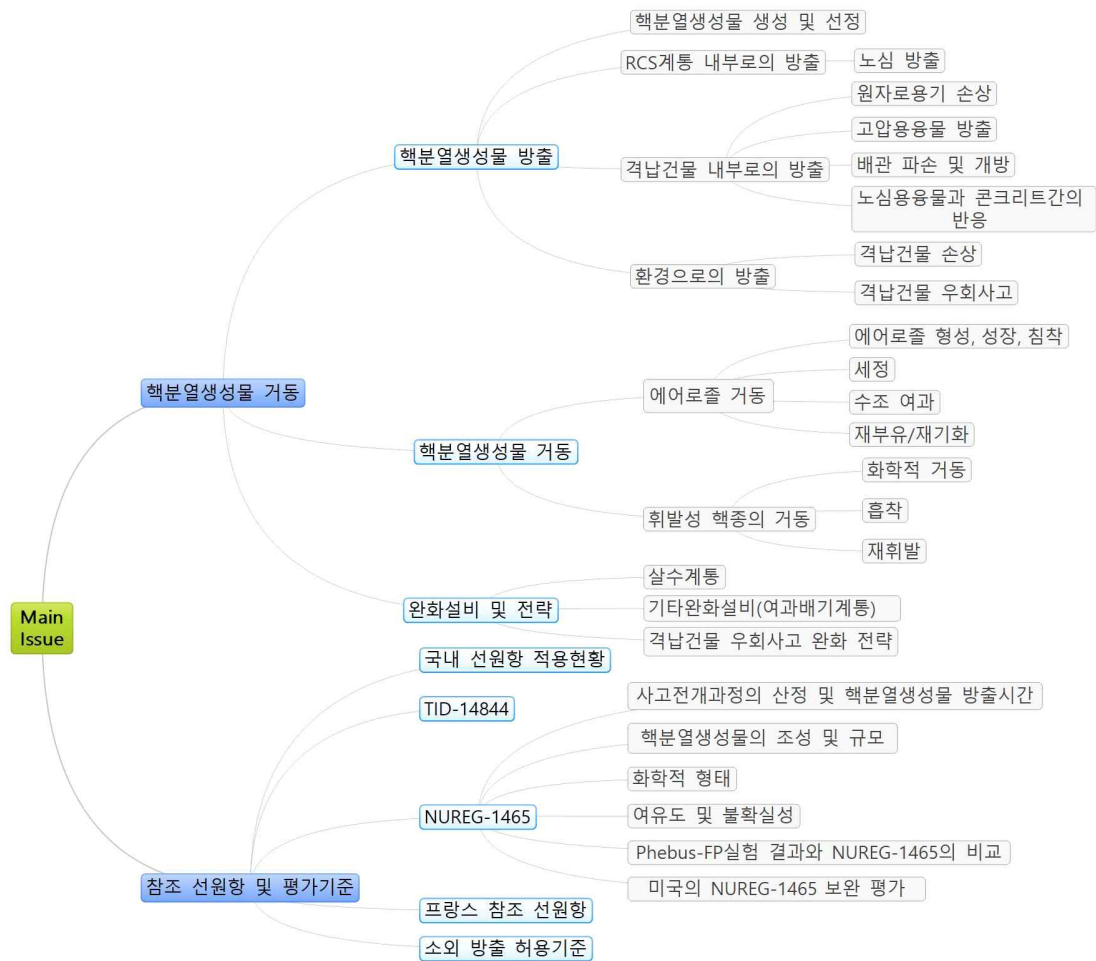 핵분열생성물 생성 및 선정
RCS계통 내부로의 방출
노심 방출
원자로용기 손상
고압용융물 방출
핵분열생성물 방출
격납건물 내부로의 방출
배관 파손 및 개방
노심용융물과 콘크리트간의
반응
격납건물 손상
환경으로의 방출
격납건물 우회사고
에어로졸 형성, 성장, 침착
세정
핵분열생성물 거동
에어로졸 거동
수조 여과
재부유/재기화
핵분열생성물 거동
화학적 거동
휘발성 핵종의 거동
흡착
재휘발
살수계통
완화설비 및 전략
기타완화설비(여과배기계통)
격납건물 우회사고 완화 전략
Main
Issue
국내 선원항 적용현황
TID-14844
사고전개과정의 산정 및 핵분열생성물 방출시간
핵분열생성물의 조성 및 규모
화학적 형태
NUREG-1465
여유도 및 불확실성
Phebus-FP실험 결과와 NUREG-1465의 비교
미국의 NUREG-1465 보완 평가
참조 선원항 및 평가기준
프랑스 참조 선원항
소외 방출 허용기준